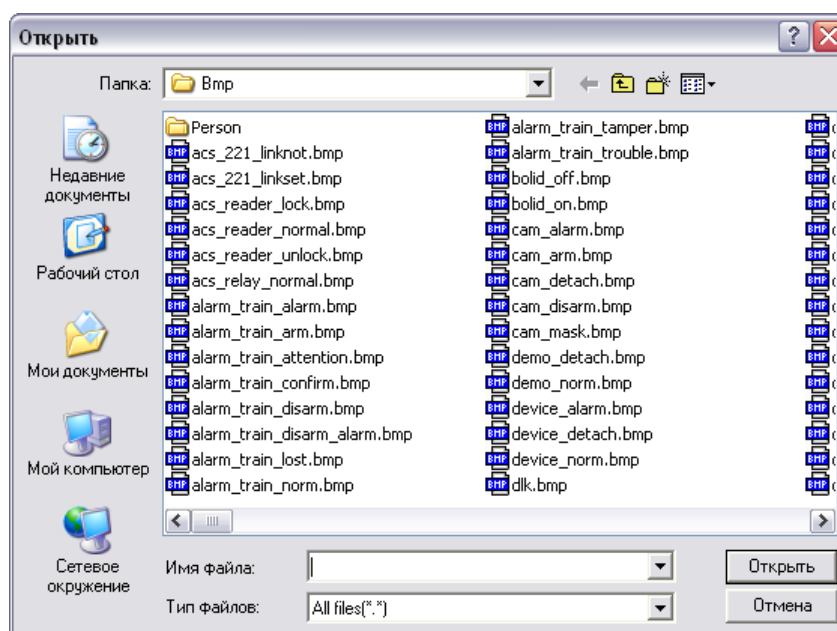 Открыть
Папка: Bmp
Недавние документы
Рабочий стол
Мои документы
Мой компьютер
Сетевое окружение
Person
acs_221_linknot.bmp
acs_221_linkset.bmp
acs_reader_lock.bmp
acs_reader_normal.bmp
acs_reader_unlock.bmp
acs_relay_normal.bmp
alarm_train_alarm.bmp
alarm_train_arm.bmp
alarm_train_attention.bmp
alarm_train_confirm.bmp
alarm_train_disarm.bmp
alarm_train_disarm_alarm.bmp
alarm_train_lost.bmp
alarm_train_norm.bmp
alarm_train_tamper.bmp
alarm_train_trouble.bmp
bolid_off.bmp
bolid_on.bmp
cam_alarm.bmp
cam_arm.bmp
cam_detach.bmp
cam_disarm.bmp
cam_mask.bmp
demo_detach.bmp
demo_norm.bmp
device_alarm.bmp
device_detach.bmp
device_norm.bmp
dlk.bmp
Имя файла:
Открыть
Тип файлов: All files(*.*)
Отмена